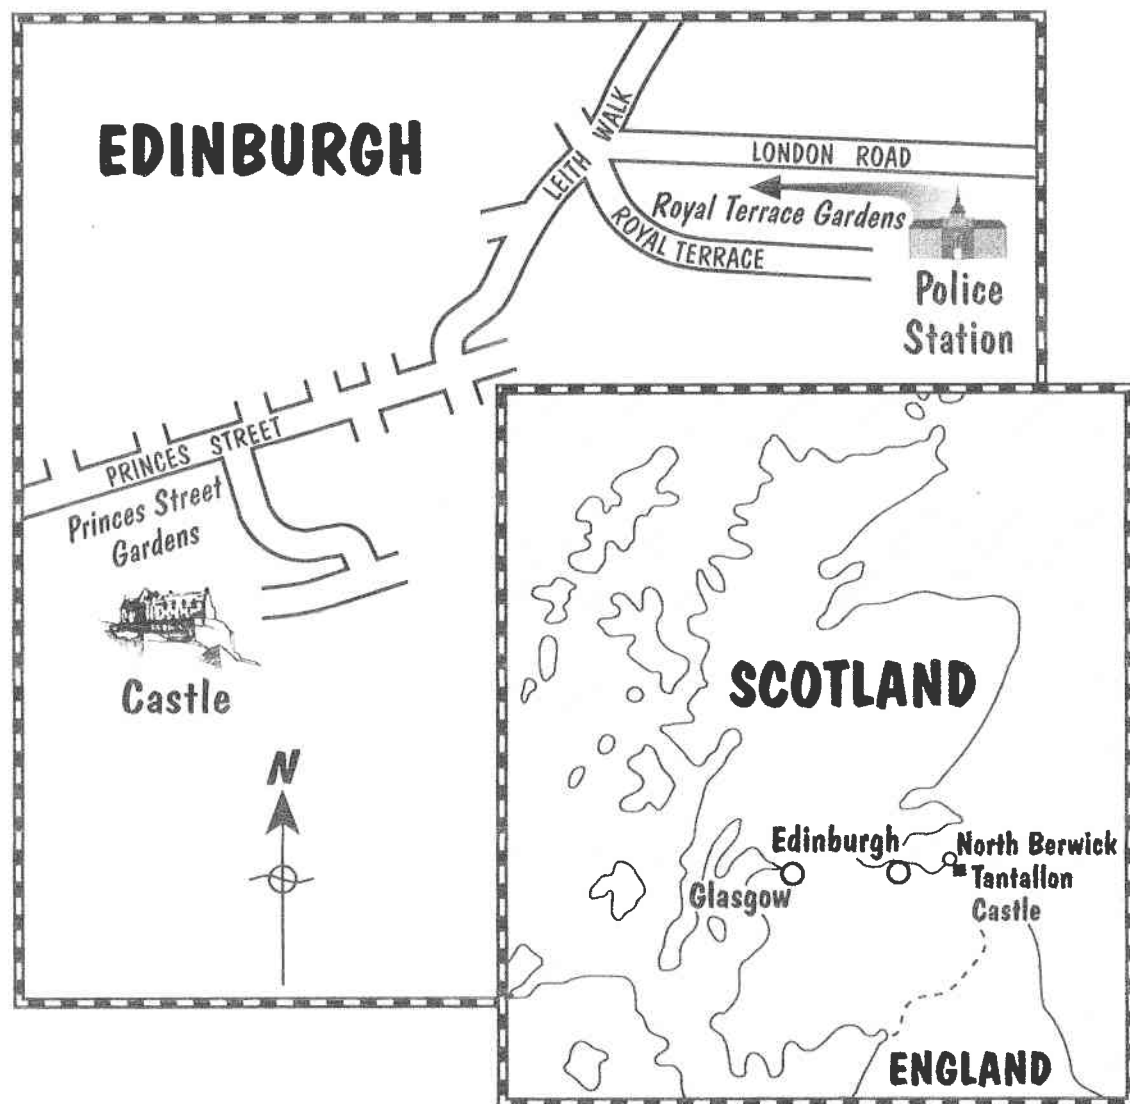 EDINBURGH
LEITH WALK
LONDON ROAD
Royal Terrace Gardens
ROYAL TERRACE
Police
Station
PRINCES STREET
Princes Street
Gardens
Castle
N
SCOTLAND
Edinburgh
North Berwick
Tantallon
Castle
Glasgow
ENGLAND